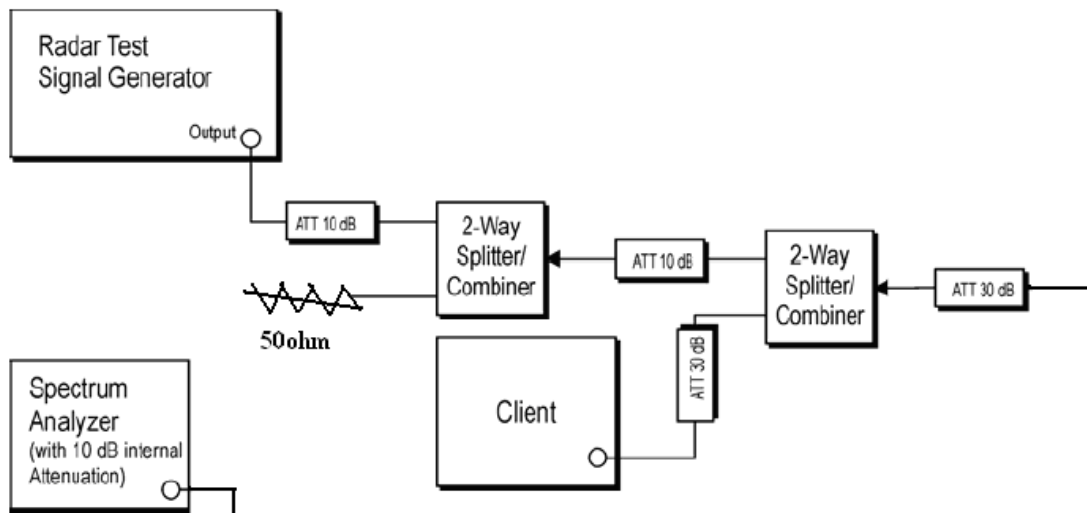 Radar Test
Signal Generator
Output
ATT 10 dB
2-Way
Splitter/
Combiner
ATT 10 dB
2-Way
Splitter/
Combiner
ATT 30 dB
50ohm
ATT 30 dB
Client
Spectrum
Analyzer
(with 10 dB internal
Attenuation)